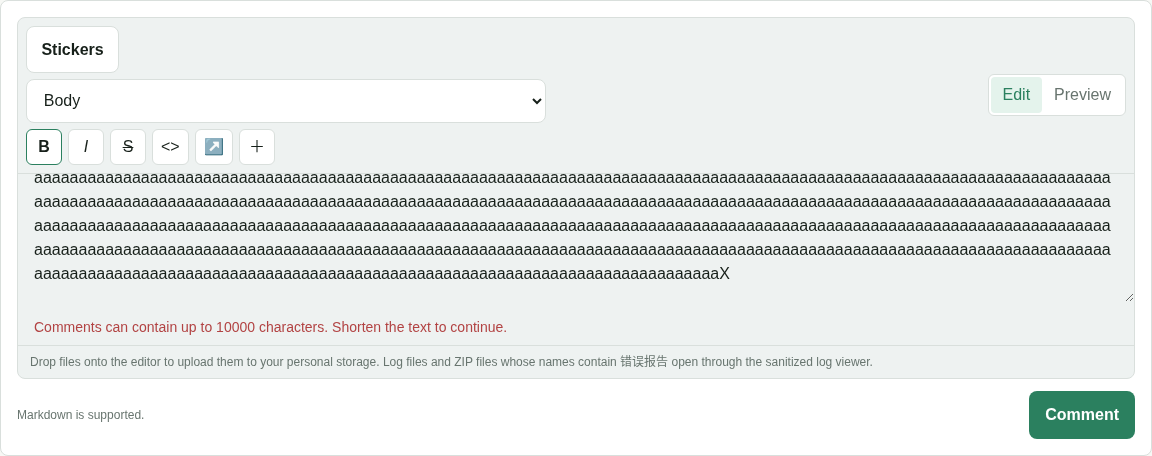 Stickers
Body
Edit Preview
B I S <> ↗ +
Comments can contain up to 10000 characters. Shorten the text to continue.
Drop files onto the editor to upload them to your personal storage. Log files and ZIP files whose names contain 错误报告 open through the sanitized log viewer.
Markdown is supported.
Comment